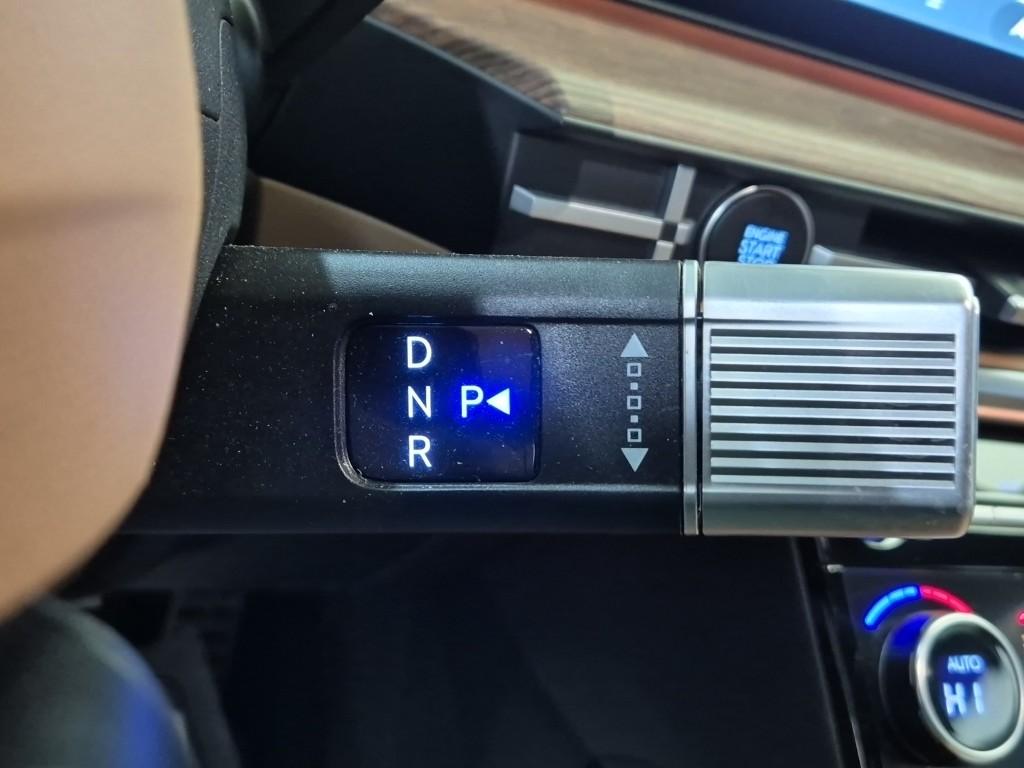 ENGINE
START
STOP
D
N P
R
AUTO
HI